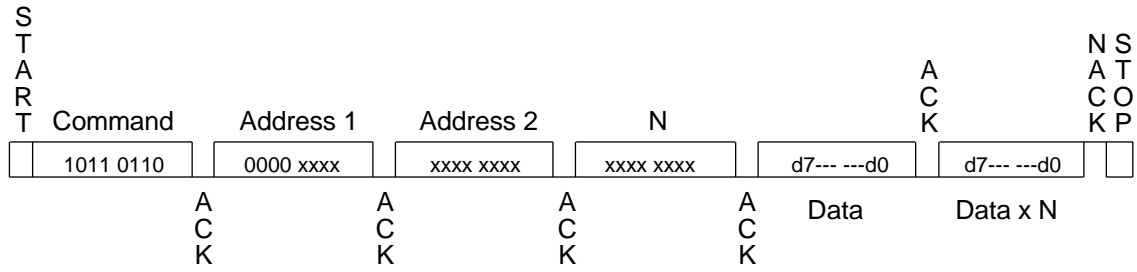 START
Command
Address 1
Address 2
N
ACK
NACK
STOP
1011 0110
0000 xxxx
xxxx xxxx
xxxx xxxx
d7--- ---d0
d7--- ---d0
ACK
ACK
ACK
ACK
Data
Data x N